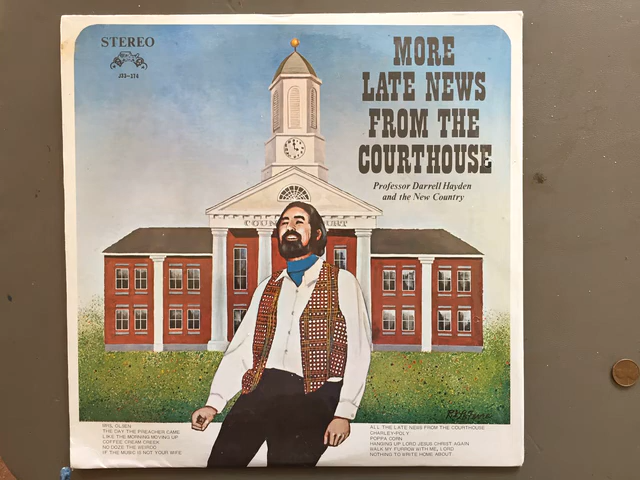 STEREO
MORE
LATE NEWS
FROM THE
COURTHOUSE
Professor Darrell Hayden
and the New Country
COUN COURT
WHL OLSEN
THE DAY THE PREACHER CAME
LIKE THE MORNING MOVING UP
COFFEE CREAM CREEK
NO DOZE THE WEIRDO
IF THE MUSIC IS NOT YOUR WIFE
ALL THE LATE NEWS FROM THE COURTHOUSE
CHARLEY-POLY
POPPA CORN
HANGING UP LORD JESUS CHRIST AGAIN
WALK MY FURROW WITH ME, LORD
NOTHING TO WRITE HOME ABOUT